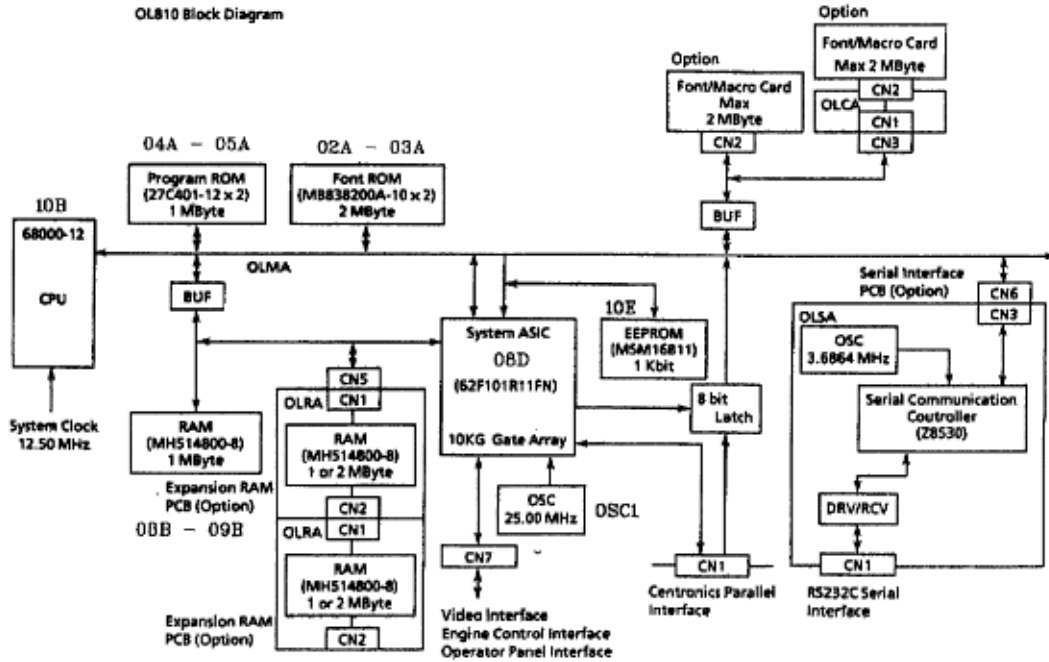 OL810 Block Diagram
Option
Font/Macro Card
Max 2 MByte
CN2
OLCA
CN1
CN3
Option
Font/Macro Card
Max
2 MByte
CN2
BUF
04A - 05A
Program ROM
(27C401-12 x 2)
1 MByte
02A - 03A
Font ROM
(MB838200A-10 x 2)
2 MByte
10B
68000-12
CPU
System Clock
12.50 MHz
OLMA
BUF
RAM
(MH514800-8)
1 MByte
Expansion RAM
PCB (Option)
08B - 09B
CN5
OLRA
CN1
RAM
(MH514800-8)
1 or 2 MByte
CN2
OLRA
CN1
RAM
(MH514800-8)
1 or 2 MByte
Expansion RAM
PCB (Option)
CN2
System ASIC
08D
(62F101R11FN)
10KG Gate Array
10E
EEPROM
(MSM16811)
1 Kbit
8 bit
Latch
OSC
25.00 MHz
OSC1
CN7
Video Interface
Engine Control Interface
Operator Panel Interface
CN1
Centronics Parallel
Interface
Serial Interface
PCB (Option)
CN6
CN3
OLSA
OSC
3.6864 MHz
Serial Communication
Coutroller
(Z8530)
DRV/RCV
CN1
RS232C Serial
Interface